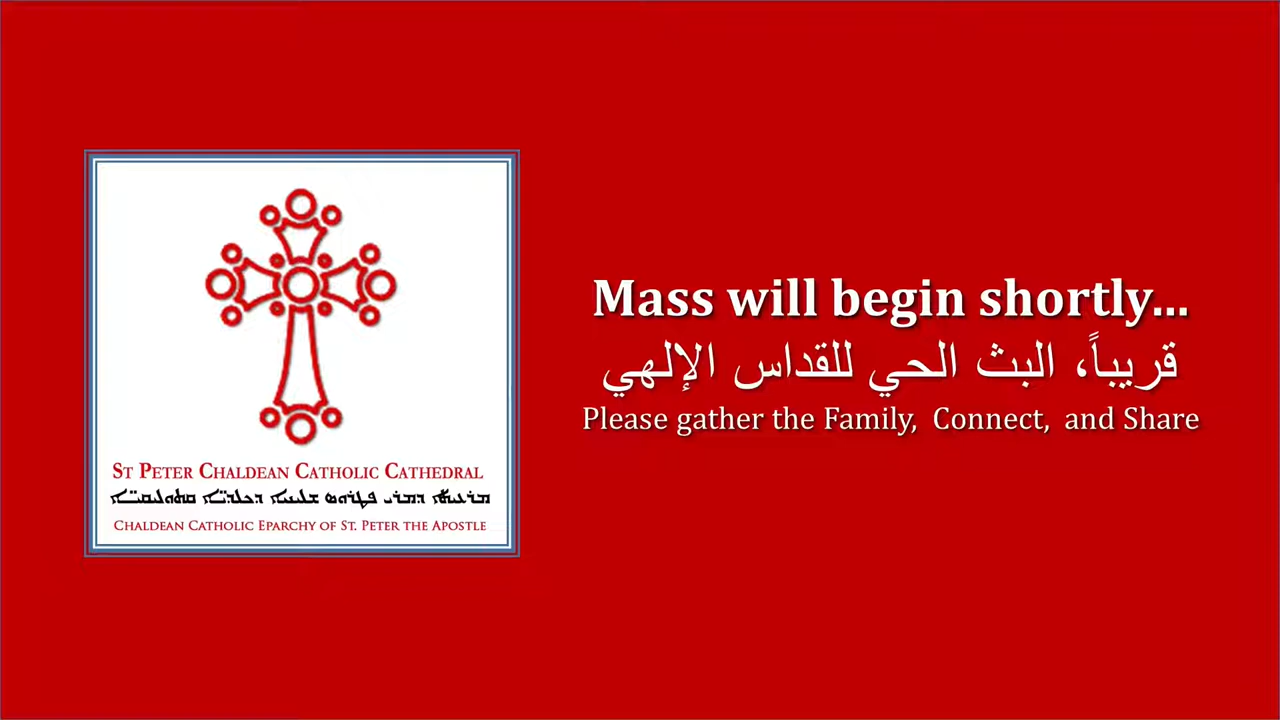 ST PETER CHALDEAN CATHOLIC CATHEDRAL
CHALDEAN CATHOLIC EPARCHY OF ST. PETER THE APOSTLE
Mass will begin shortly...
قريباً، البث الحي للقداس الإلهي
Please gather the Family, Connect, and Share